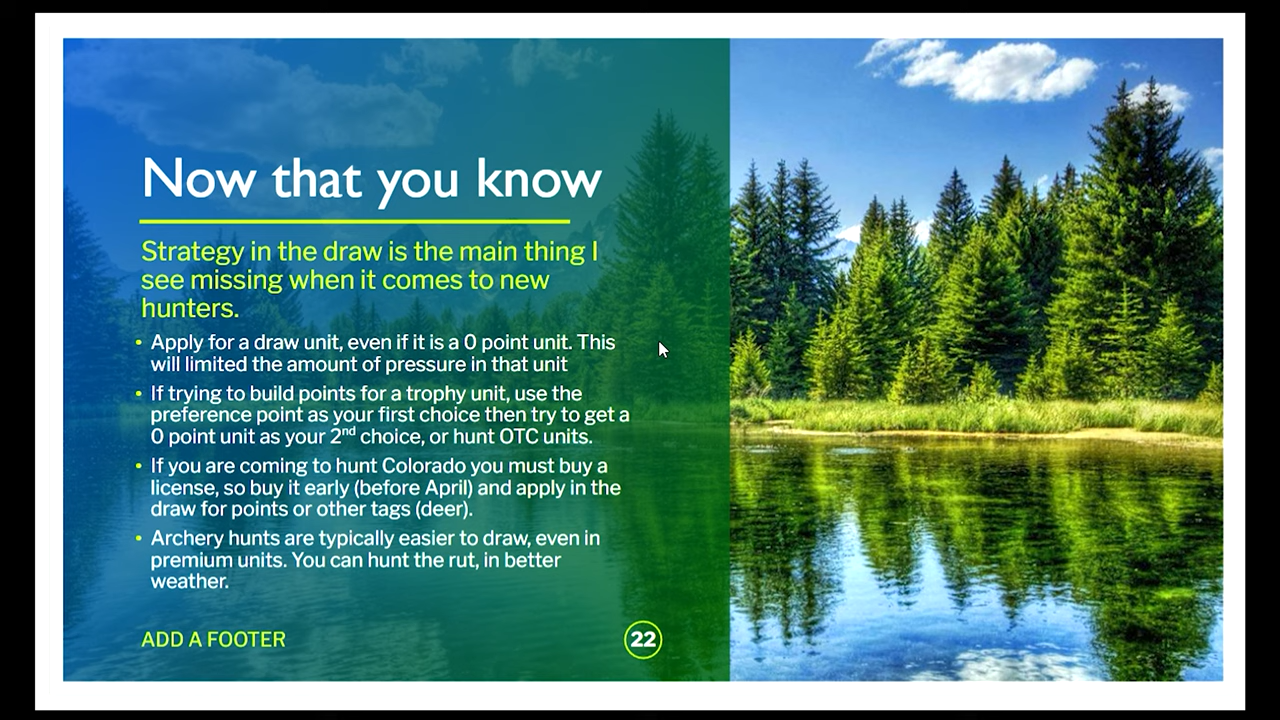 Now that you know
Strategy in the draw is the main thing I
see missing when it comes to new
hunters.
• Apply for a draw unit, even if it is a 0 point unit. This
will limited the amount of pressure in that unit
• If trying to build points for a trophy unit, use the
preference point as your first choice then try to get a
0 point unit as your 2nd choice, or hunt OTC units.
• If you are coming to hunt Colorado you must buy a
license, so buy it early (before April) and apply in the
draw for points or other tags (deer).
• Archery hunts are typically easier to draw, even in
premium units. You can hunt the rut, in better
weather.
ADD A FOOTER
22